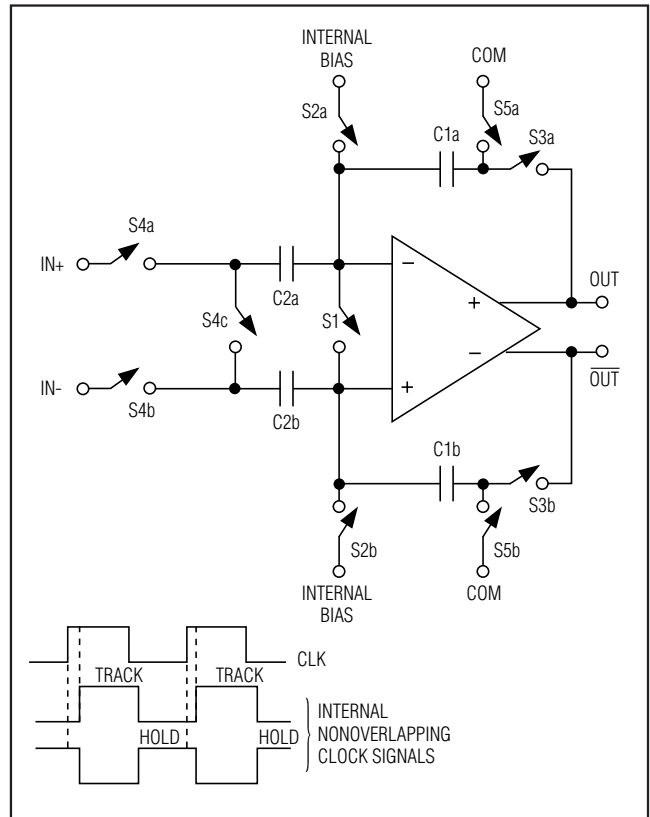 INTERNAL
BIAS
COM
S2a
S5a
C1a
S3a
S4a
IN+
C2a
−
OUT
+
S4c
S1
−
OUT
IN-
+
S4b
C2b
C1b
S3b
S2b
S5b
INTERNAL
BIAS
COM
CLK
TRACK
TRACK
HOLD
HOLD
INTERNAL
NONOVERLAPPING
CLOCK SIGNALS